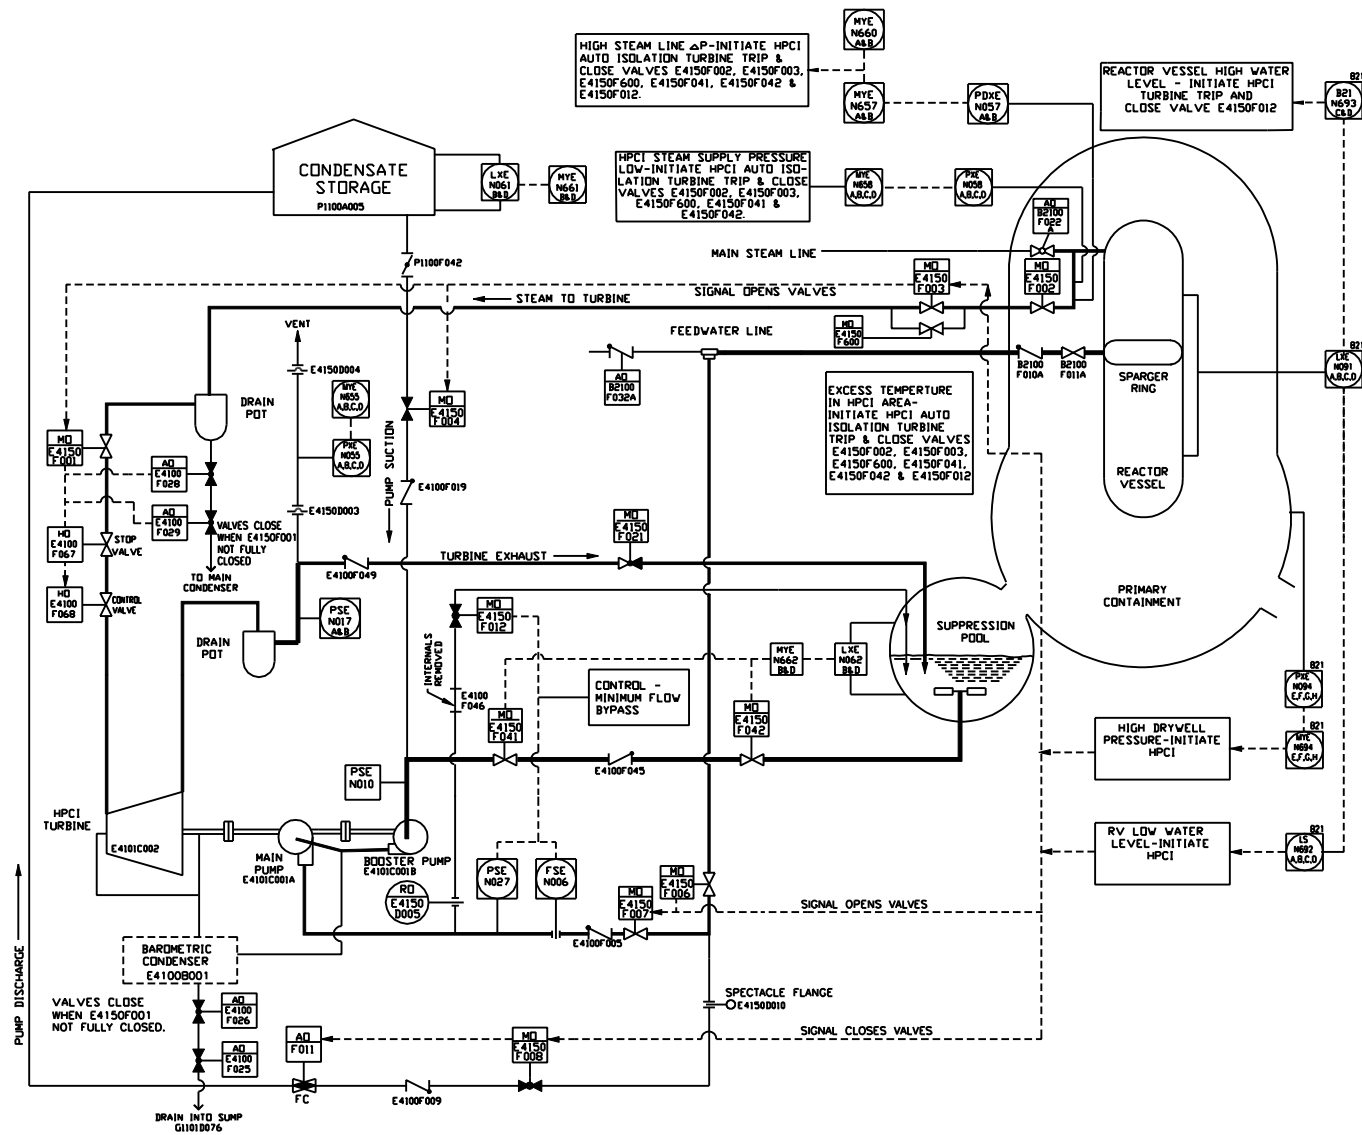 MYE
N660
A&B
HIGH STEAM LINE △P-INITIATE HPCI
AUTO ISOLATION TURBINE TRIP &
CLOSE VALVES E4150F002, E4150F003,
E4150F600, E4150F041, E4150F042 &
E4150F012.
MYE
N657
A&B
PDXE
N057
A&B
REACTOR VESSEL HIGH WATER
LEVEL - INITIATE HPCI
TURBINE TRIP AND
CLOSE VALVE E4150F012
B21
B21
N693
C&D
CONDENSATE
STORAGE
P1100A005
LXE
N061
B&D
MYE
N661
B&D
HPCI STEAM SUPPLY PRESSURE
LOW-INITIATE HPCI AUTO ISO-
LATION TURBINE TRIP & CLOSE
VALVES E4150F002, E4150F003,
E4150F600, E4150F041 &
E4150F042.
MYE
N658
A,B,C,D
PXE
N058
A,B,C,D
AO
B2100
F022
A
P1100F042
MAIN STEAM LINE
MO
E4150
F003
MO
E4150
F002
SIGNAL OPENS VALVES
STEAM TO TURBINE
VENT
FEEDWATER LINE
MO
E4150
F600
E4150D004
AO
B2100
F032A
B2100
F010A
B2100
F011A
SPARGER
RING
B21
LXE
N091
A,B,C,D
MYE
N655
A,B,C,D
PXE
N055
A,B,C,D
MO
E4150
F004
DRAIN
POT
PUMP SUCTION
EXCESS TEMPERTURE
IN HPCI AREA-
INITIATE HPCI AUTO
ISOLATION TURBINE
TRIP & CLOSE VALVES
E4150F002, E4150F003,
E4150F600, E4150F041,
E4150F042 & E4150F012
REACTOR
VESSEL
MO
E4150
F001
AO
E4100
F028
E4100F019
AO
E4100
F029
E4150D003
VALVES CLOSE
WHEN E4150F001
NOT FULLY
CLOSED
HO
E4100
F067
STOP
VALVE
MO
E4150
F021
TURBINE EXHAUST
E4100F049
TO MAIN
CONDENSER
HO
E4100
F068
CONTROL
VALVE
PSE
N017
A&B
MO
E4150
F012
PRIMARY
CONTAINMENT
SUPPRESSION
POOL
DRAIN
POT
INTERNALS
REMOVED
MYE
N662
B&D
LXE
N062
B&D
B21
PXE
N094
E,F,G,H
E4100
F046
CONTROL -
MINIMUM FLOW
BYPASS
MO
E4150
F041
MO
E4150
F042
HIGH DRYWELL
PRESSURE-INITIATE
HPCI
B21
MYE
N694
E,F,G,H
E4100F045
PSE
N010
HPCI
TURBINE
E4101C002
MAIN
PUMP
E4101C001A
BOOSTER PUMP
E4101C001B
RV LOW WATER
LEVEL-INITIATE
HPCI
B21
LS
N692
A,B,C,D
PSE
N027
FSE
N006
RO
E4150
D005
MO
E4150
F007
MO
E4150
F006
SIGNAL OPENS VALVES
E4100F005
BAROMETRIC
CONDENSER
E4100B001
PUMP DISCHARGE
VALVES CLOSE
WHEN E4150F001
NOT FULLY CLOSED.
AO
E4100
F026
AO
E4100
F025
SPECTACLE FLANGE
E4150D010
SIGNAL CLOSES VALVES
AO
F011
MO
E4150
F008
FC
E4100F009
DRAIN INTO SUMP
G1101D076